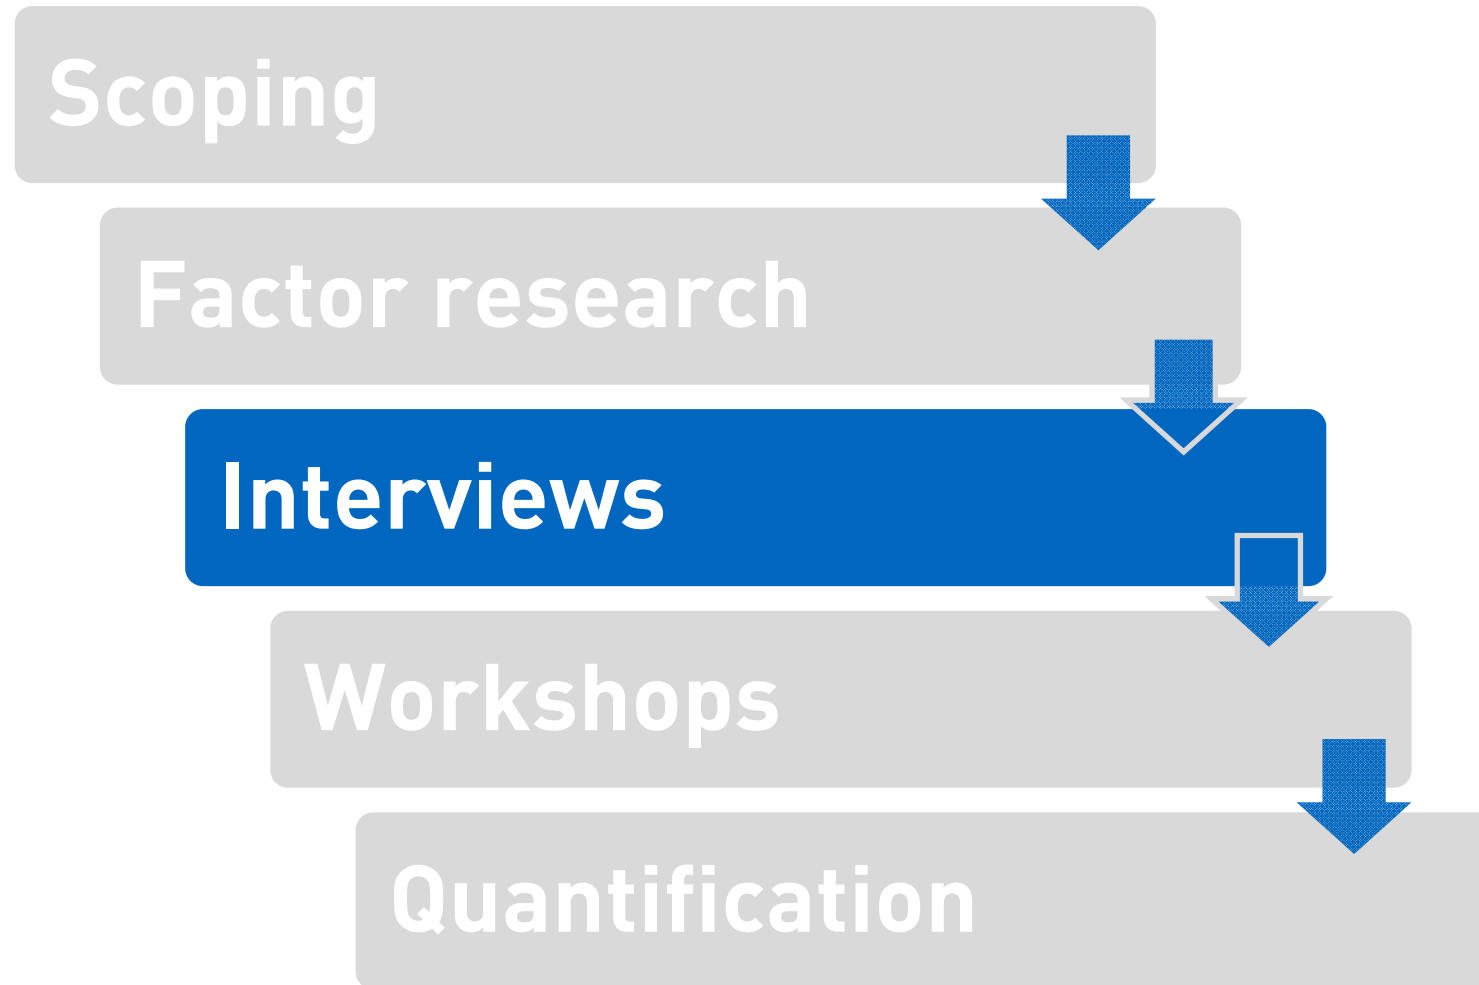 Scoping
Factor research
Interviews
Workshops
Quantification